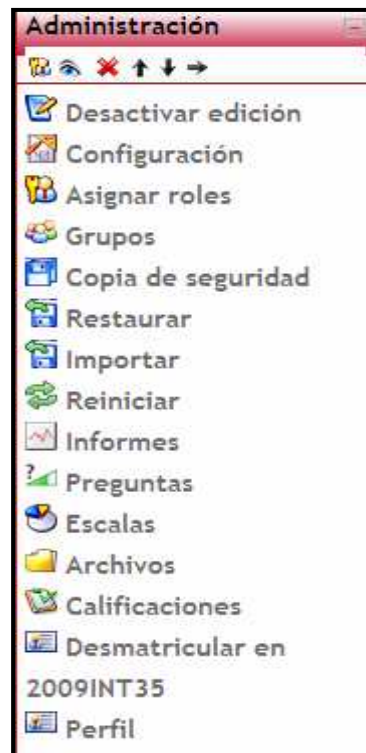 Administración
Desactivar edición
Configuración
Asignar roles
Grupos
Copia de seguridad
Restaurar
Importar
Reiniciar
Informes
Preguntas
Escalas
Archivos
Calificaciones
Desmatricular en
2009INT35
Perfil